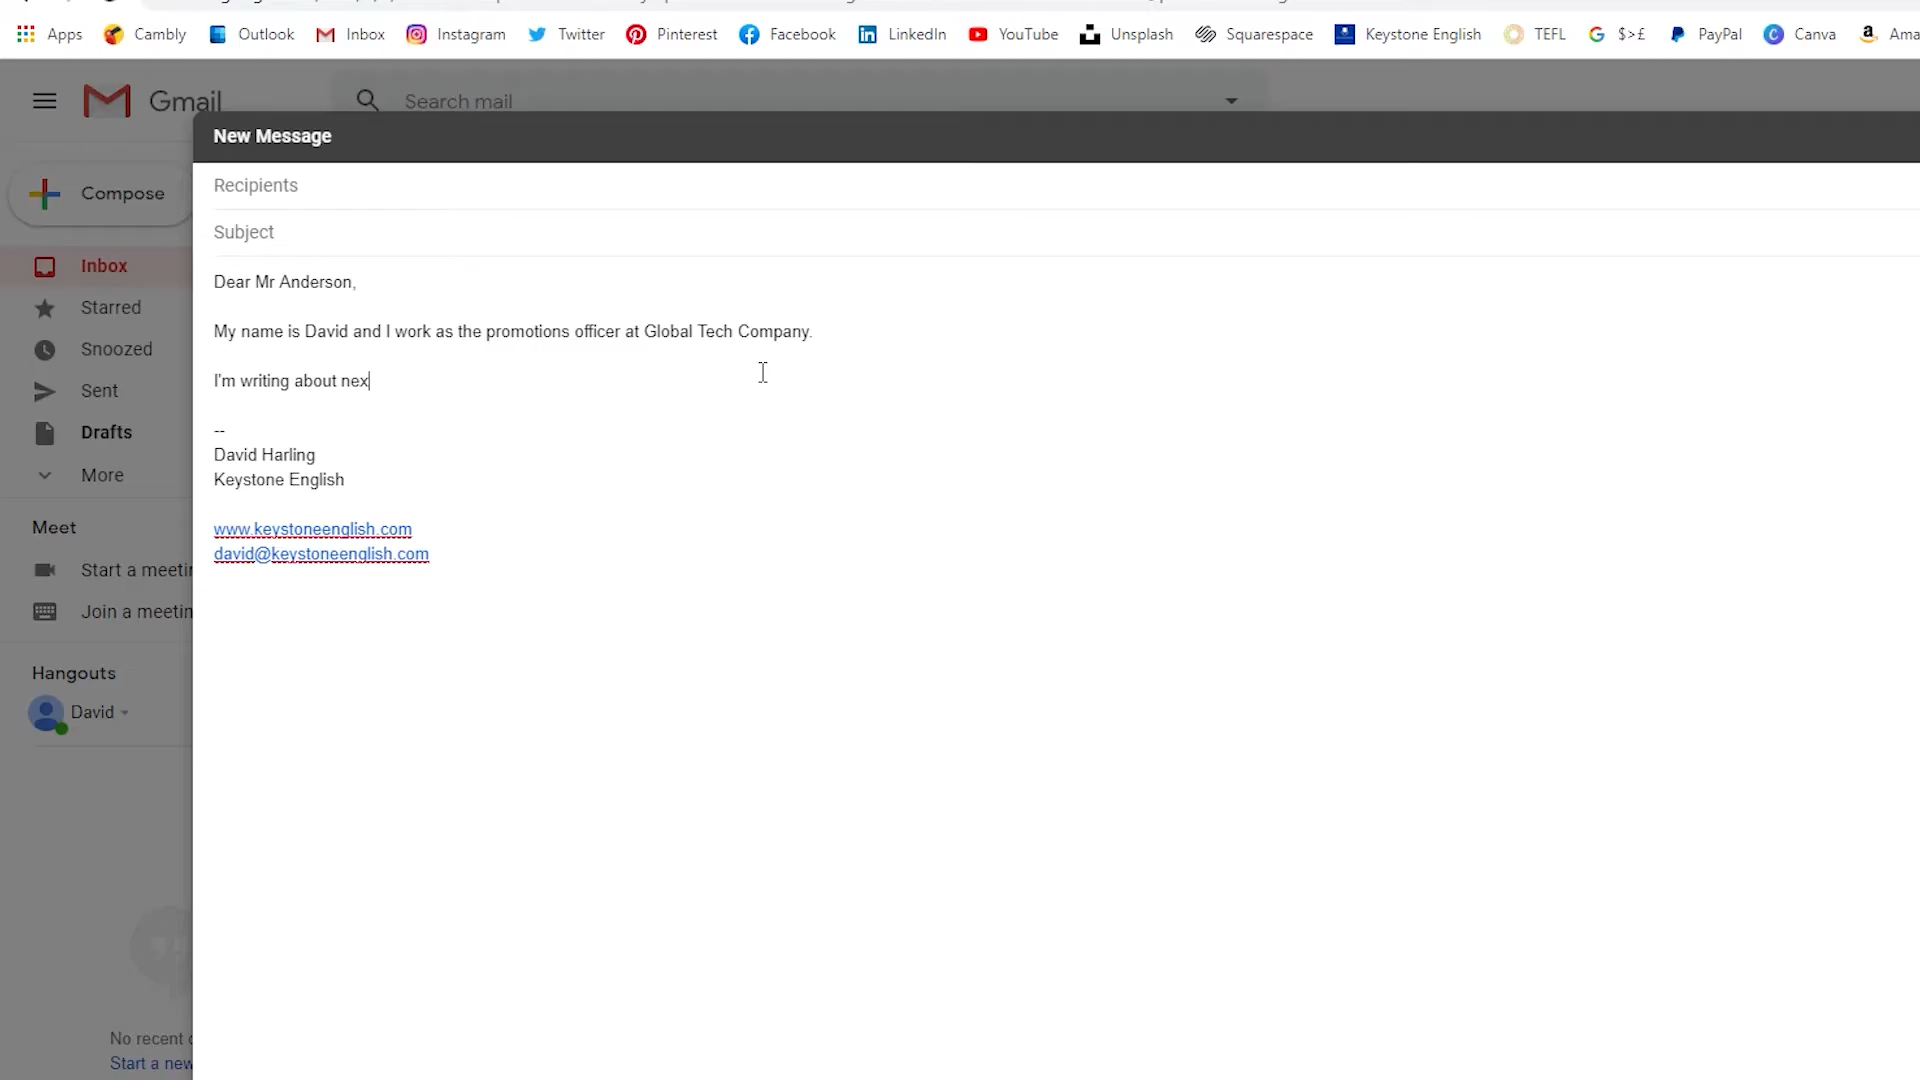 Apps Cambly Outlook Inbox Instagram Twitter Pinterest Facebook LinkedIn YouTube Unsplash Squarespace Keystone English TEFL $>£ PayPal Canva
Gmail Search mail
New Message
Recipients
Compose
Subject
Inbox
Starred
Snoozed
Sent
Drafts
More
Dear Mr Anderson,
My name is David and I work as the promotions officer at Global Tech Company.
I'm writing about nex
--
David Harling
Keystone English
www.keystoneenglish.com
david@keystoneenglish.com
Meet
Start a meetin
Join a meetin
Hangouts
David
No recent
Start a new